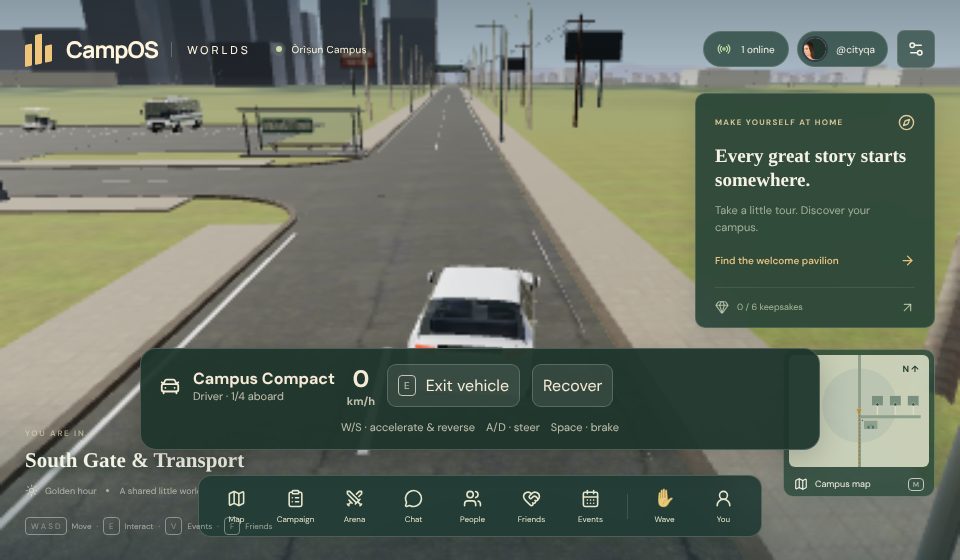 CampOS
WORLDS
Òrìsun Campus
1 online
@cityqa
MAKE YOURSELF AT HOME
Every great story starts
somewhere.
Take a little tour. Discover your
campus.
Find the welcome pavilion
0 / 6 keepsakes
Campus Compact
Driver · 1/4 aboard
0
km/h
E Exit vehicle
Recover
W/S · accelerate & reverse A/D · steer Space · brake
N
Campus map M
YOU ARE IN
South Gate & Transport
Golden hour • A shared little
WASD Move · E Interact · V Events · F Friends
Map
Campaign
Arena
Chat
People
Friends
Events
Wave
You